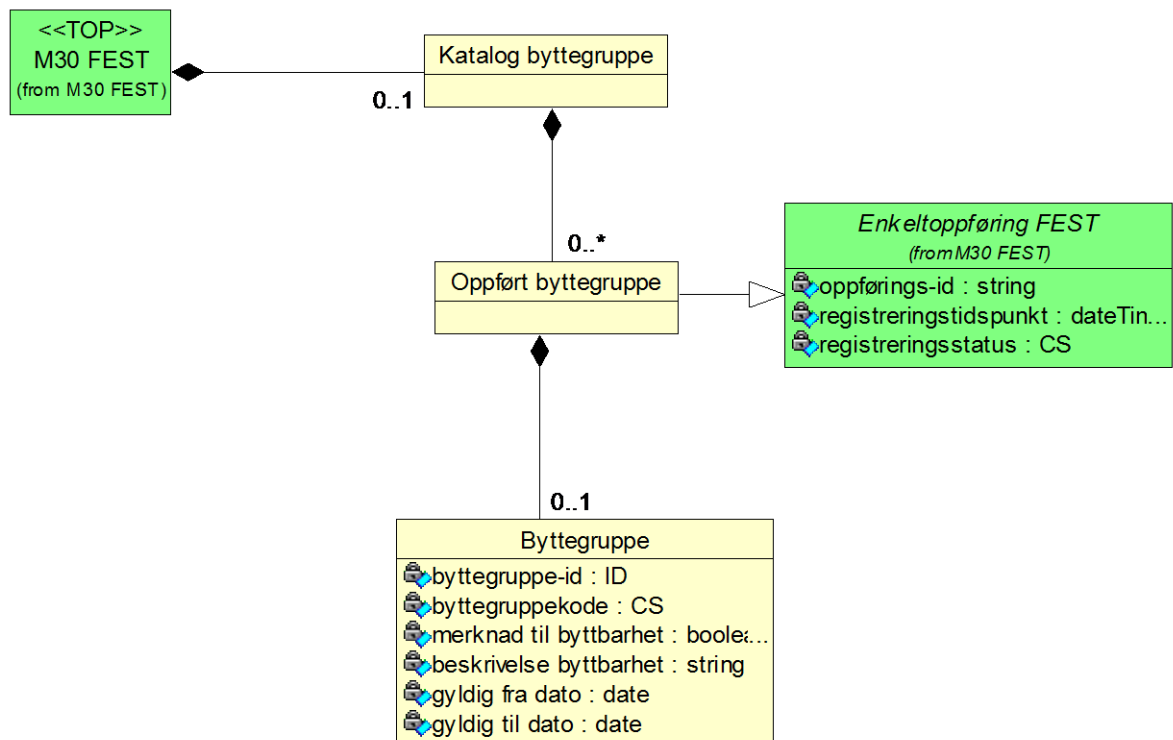 <<TOP>>
M30 FEST
(from M30 FEST)
Katalog byttegruppe
0..1
0..*
Oppført byttegruppe
Enkeltoppføring FEST
(from M30 FEST)
oppførings-id : string
registreringstidspunkt : dateTin...
registreringsstatus : CS
0..1
Byttegruppe
byttegruppe-id : ID
byttegruppekode : CS
merknad til byttbarhet : boolea...
beskrivelse byttbarhet : string
gyldig fra dato : date
gyldig til dato : date